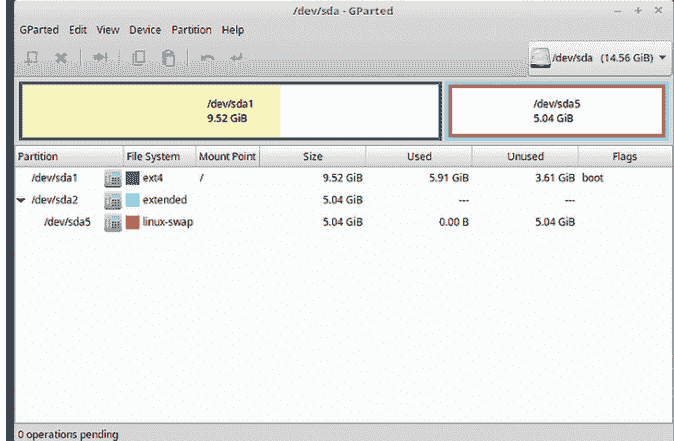 /dev/sda - GParted
GParted Edit View Device Partition Help
/dev/sda (14.56 GiB)
/dev/sda1
9.52 GiB
/dev/sda5
5.04 GiB
Partition File System Mount Point Size Used Unused Flags
/dev/sda1 ext4 / 9.52 GiB 5.91 GiB 3.61 GiB boot
/dev/sda2 extended 5.04 GiB --- ---
/dev/sda5 linux-swap 5.04 GiB 0.00 B 5.04 GiB
0 operations pending